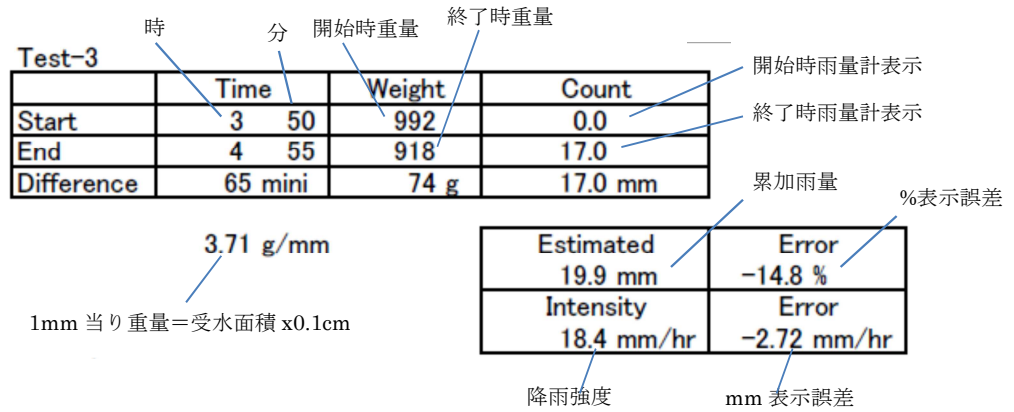 時 分 開始時重量 終了時重量
Test-3
Time Weight Count
開始時雨量計表示
Start 3 50 992 0.0
終了時雨量計表示
End 4 55 918 17.0
Difference 65 mini 74 g 17.0 mm
累加雨量
%表示誤差
3.71 g/mm
Estimated Error
19.9 mm -14.8 %
Intensity Error
18.4 mm/hr -2.72 mm/hr
1mm 当り重量=受水面積 x0.1cm
降雨強度 mm 表示誤差